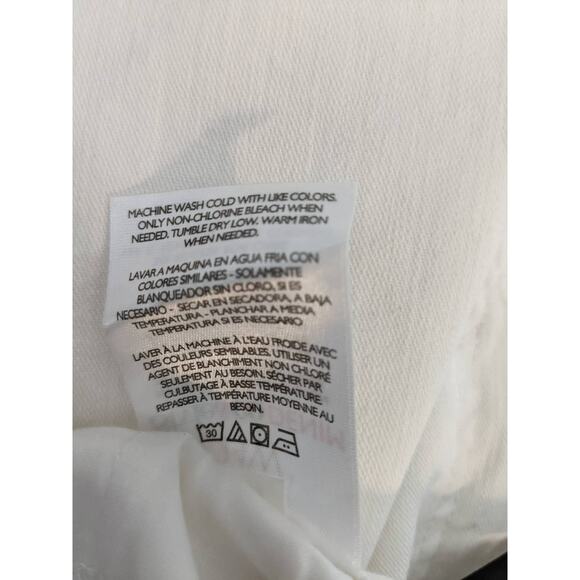 MACHINE WASH COLD WITH LIKE COLORS.
ONLY NON-CHLORINE BLEACH WHEN
NEEDED. TUMBLE DRY LOW. WARM IRON
WHEN NEEDED.
LAVAR A MAQUINA EN AGUA FRIA CON
COLORES SIMILARES - SOLAMENTE
BLANQUEADOR SIN CLORO, SI ES
NECESARIO - SECAR EN SECADORA, A BAJA
TEMPERATURA - PLANCHAR A MEDIA
TEMPERATURA SI ES NECESARIO
LAVER À LA MACHINE À L'EAU FROIDE AVEC
DES COULEURS SEMBLABLES. UTILISER UN
AGENT DE BLANCHIMENT NON CHLORÉ
SEULEMENT AU BESOIN. SÉCHER PAR
CULBUTAGE À BASSE TEMPÉRATURE.
REPASSER À TEMPÉRATURE MOYENNE AU
BESOIN.
30